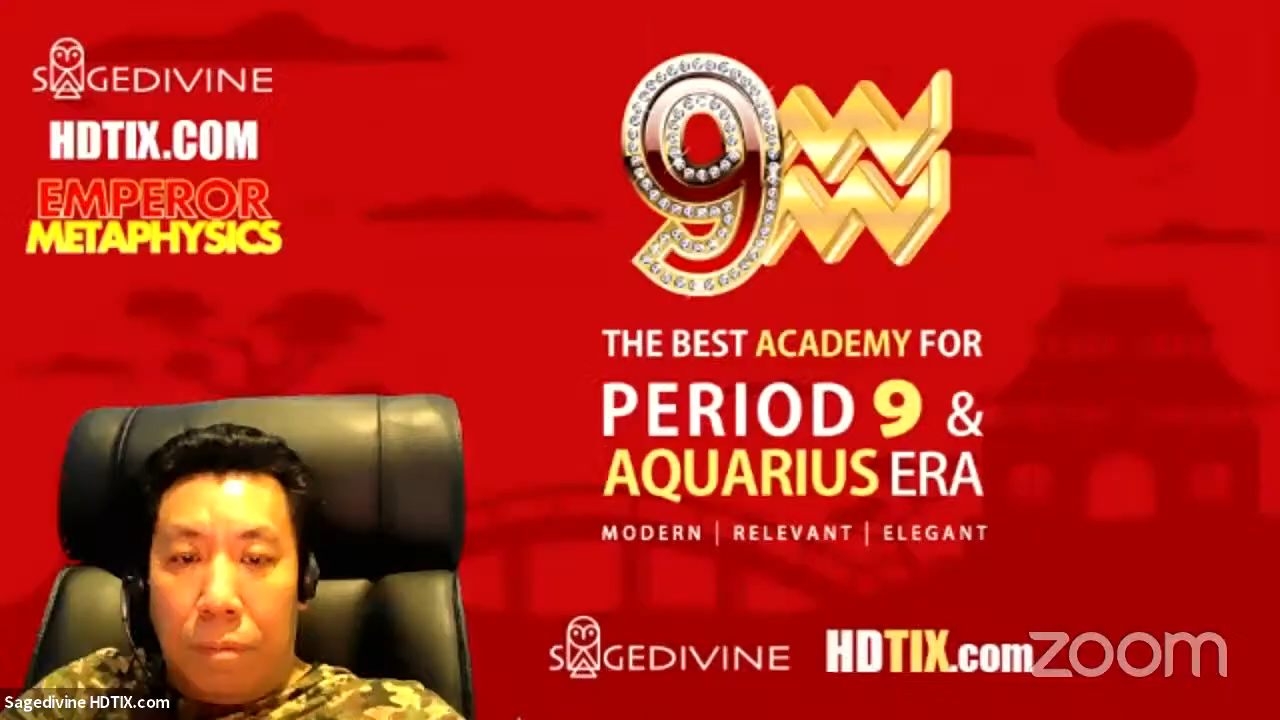 SAGEDIVINE
HDTIX.COM
EMPEROR
METAPHYSICS
9
THE BEST ACADEMY FOR
PERIOD 9 &
AQUARIUS ERA
MODERN | RELEVANT | ELEGANT
SAGEDIVINE HDTIX.com
zoom
Sagedivine HDTIX.com